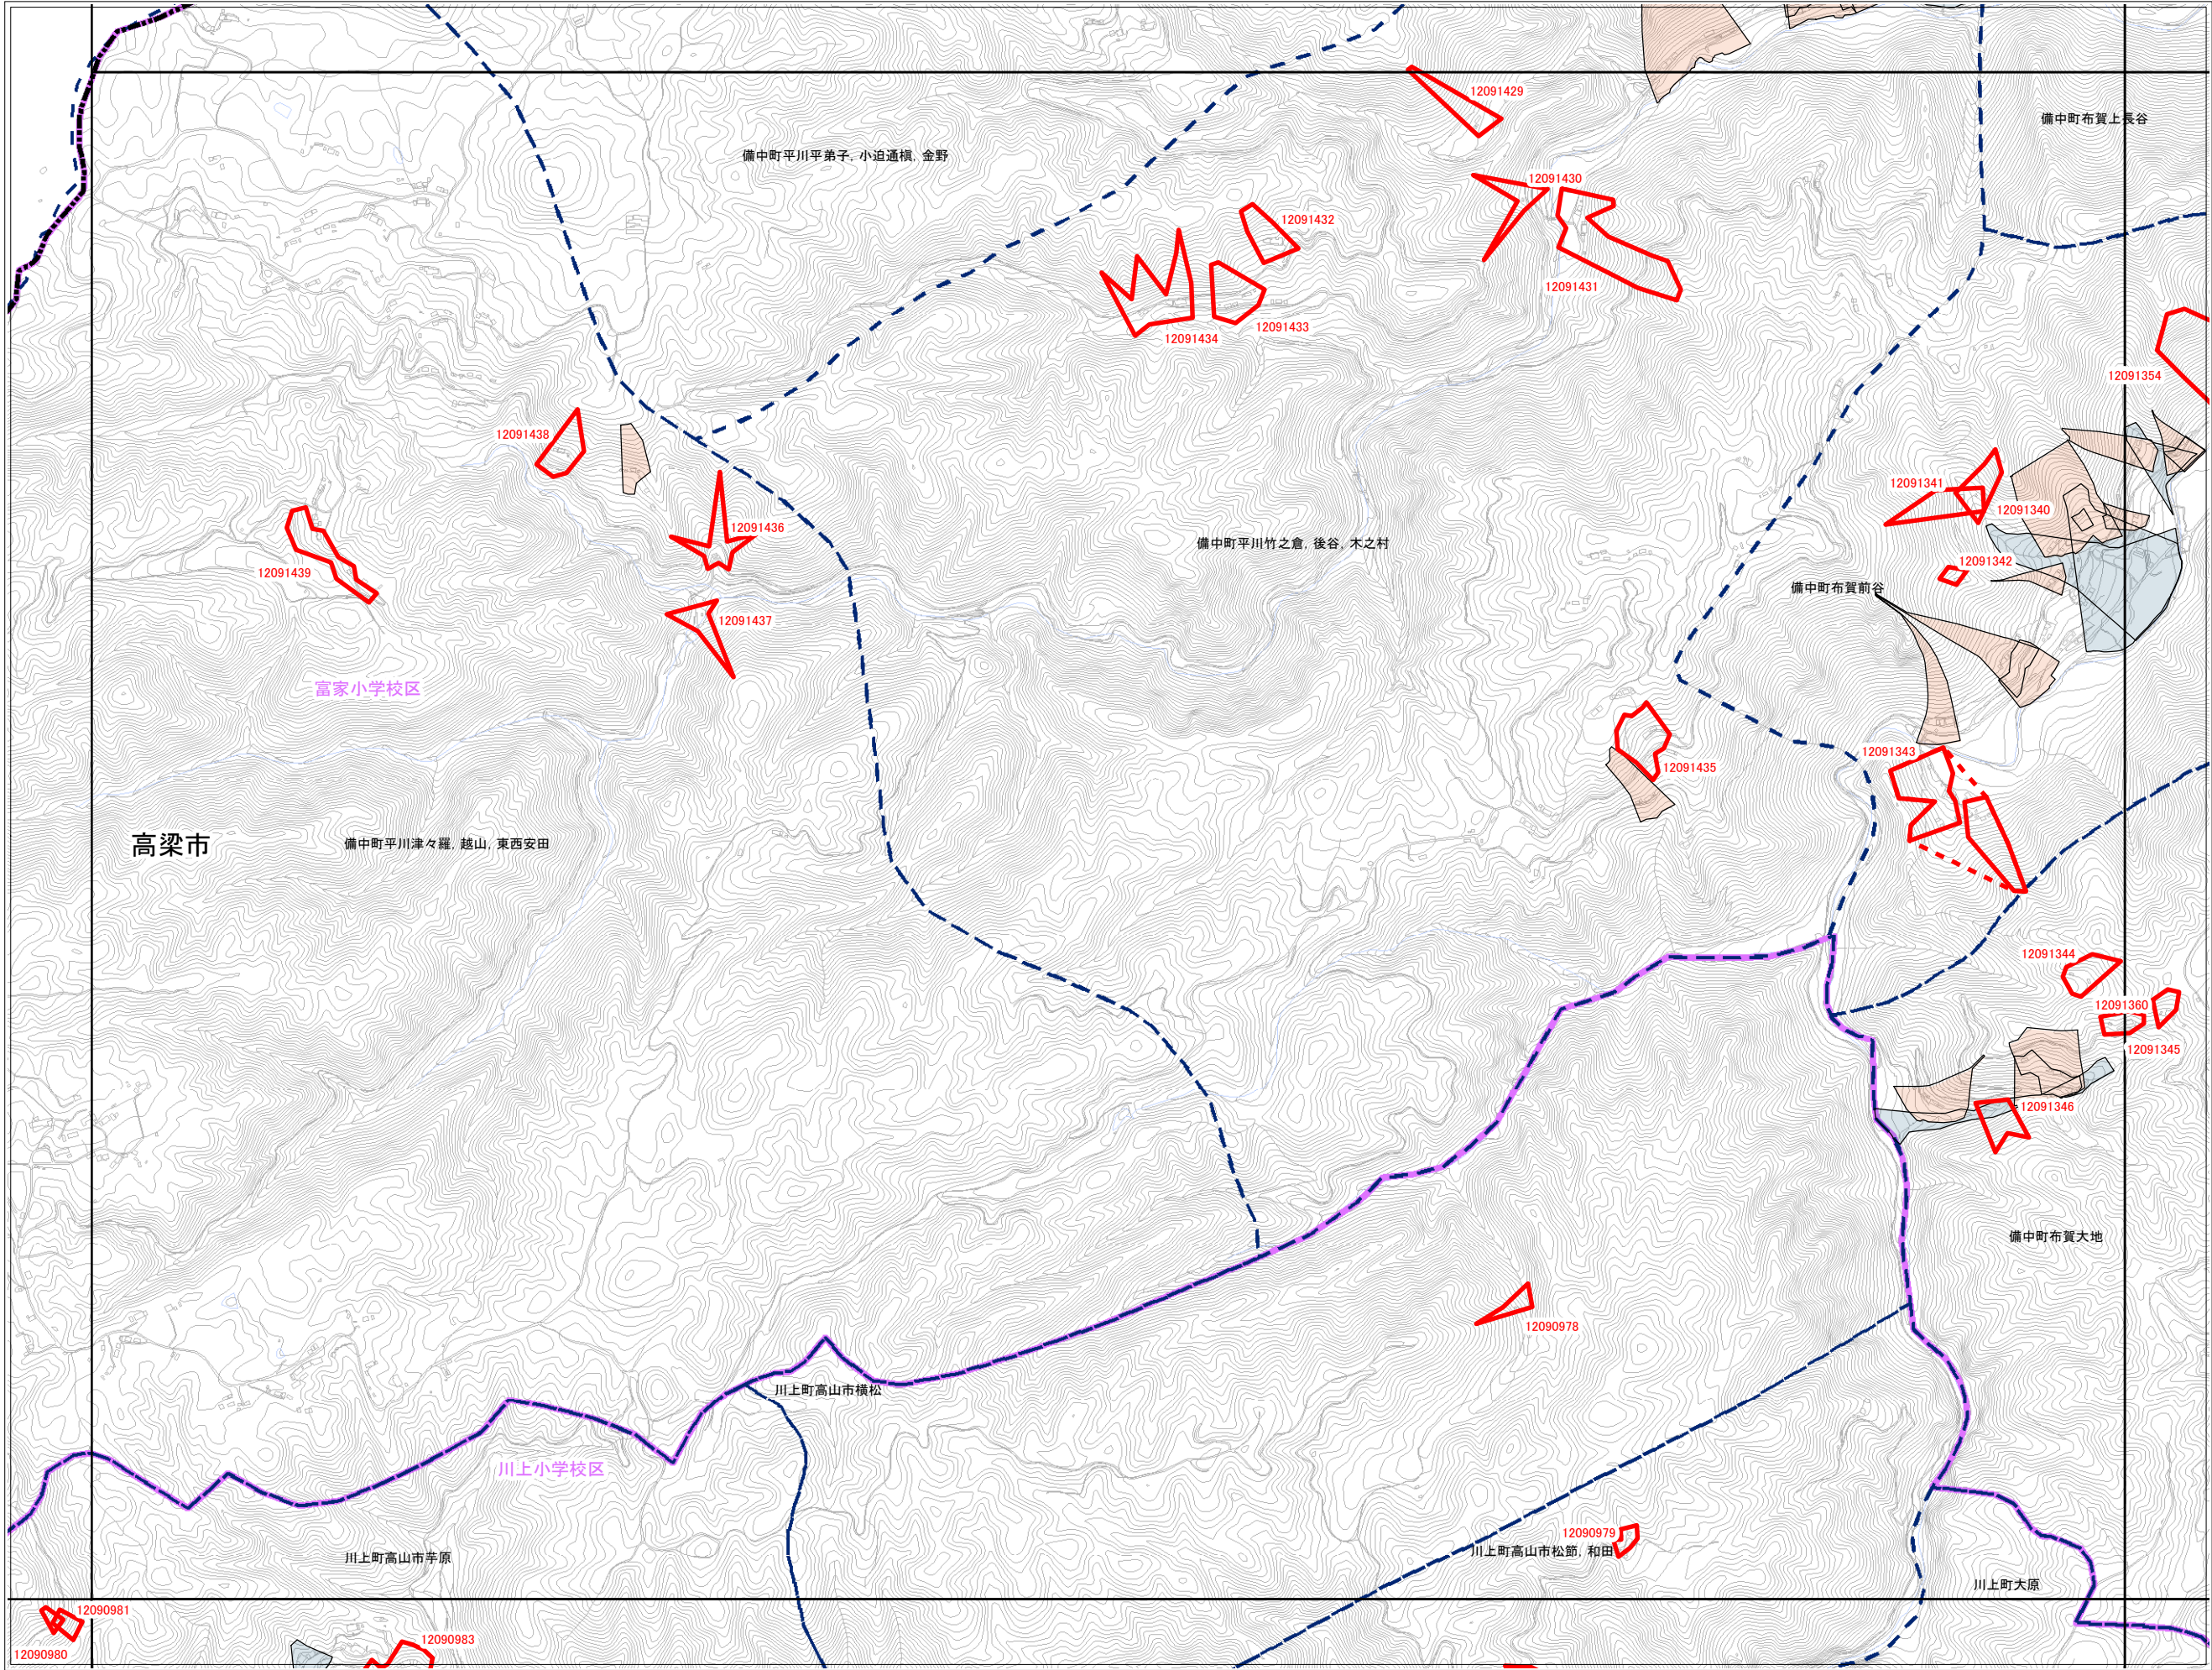 12091429
備中町布賀上長谷
備中町平川平弟子, 小迫通槇, 金野
12091430
12091432
12091431
12091433
12091434
12091354
12091438
12091341
12091340
12091436
備中町平川竹之倉, 後谷, 木之村
12091342
12091439
備中町布賀前谷
12091437
富家小学校区
12091343
12091435
高梁市
備中町平川津々羅, 越山, 東西安田
12091344
12091360
12091345
12091346
備中町布賀大地
12090978
川上町高山市横松
川上小学校区
12090979
川上町高山市松節, 和田
川上町高山市芋原
川上町大原
12090981
12090983
12090980